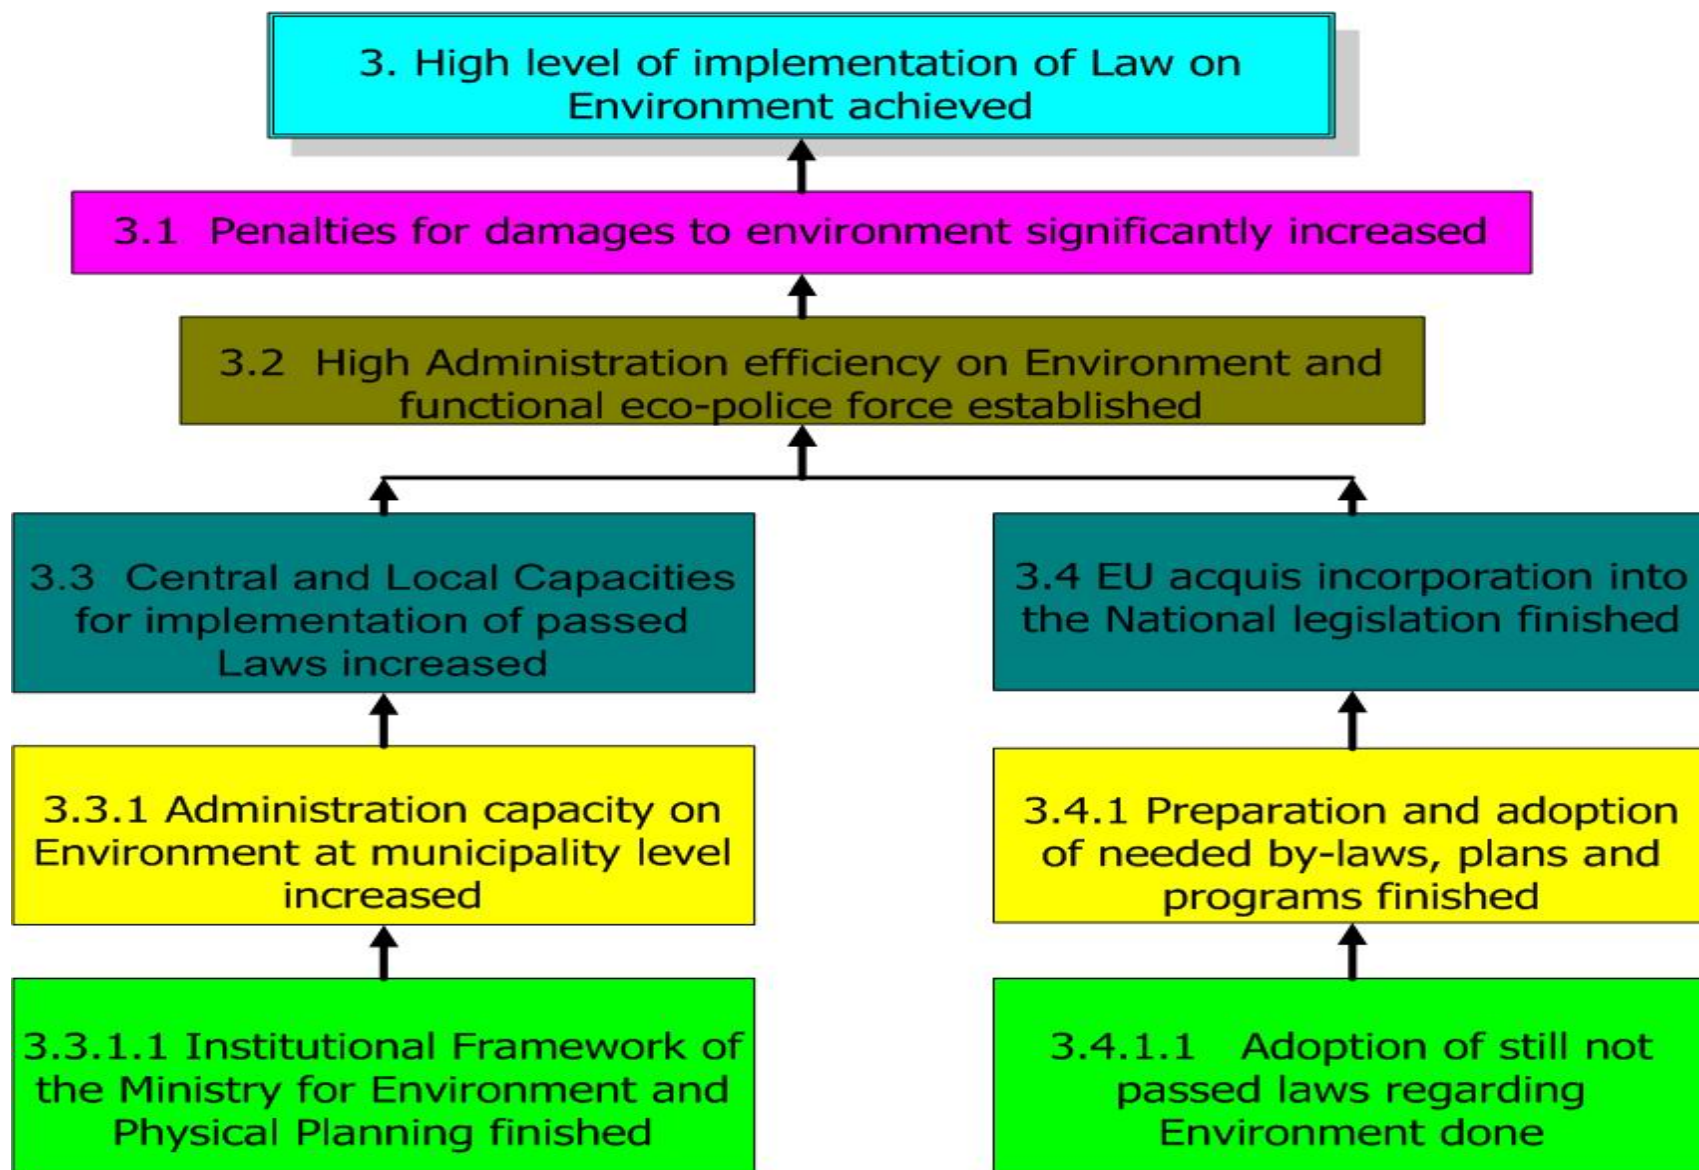 3. High level of implementation of Law on
Environment achieved
3.1 Penalties for damages to environment significantly increased
3.2 High Administration efficiency on Environment and
functional eco-police force established
3.3 Central and Local Capacities
for implementation of passed
Laws increased
3.4 EU acquis incorporation into
the National legislation finished
3.3.1 Administration capacity on
Environment at municipality level
increased
3.4.1 Preparation and adoption
of needed by-laws, plans and
programs finished
3.3.1.1 Institutional Framework of
the Ministry for Environment and
Physical Planning finished
3.4.1.1 Adoption of still not
passed laws regarding
Environment done